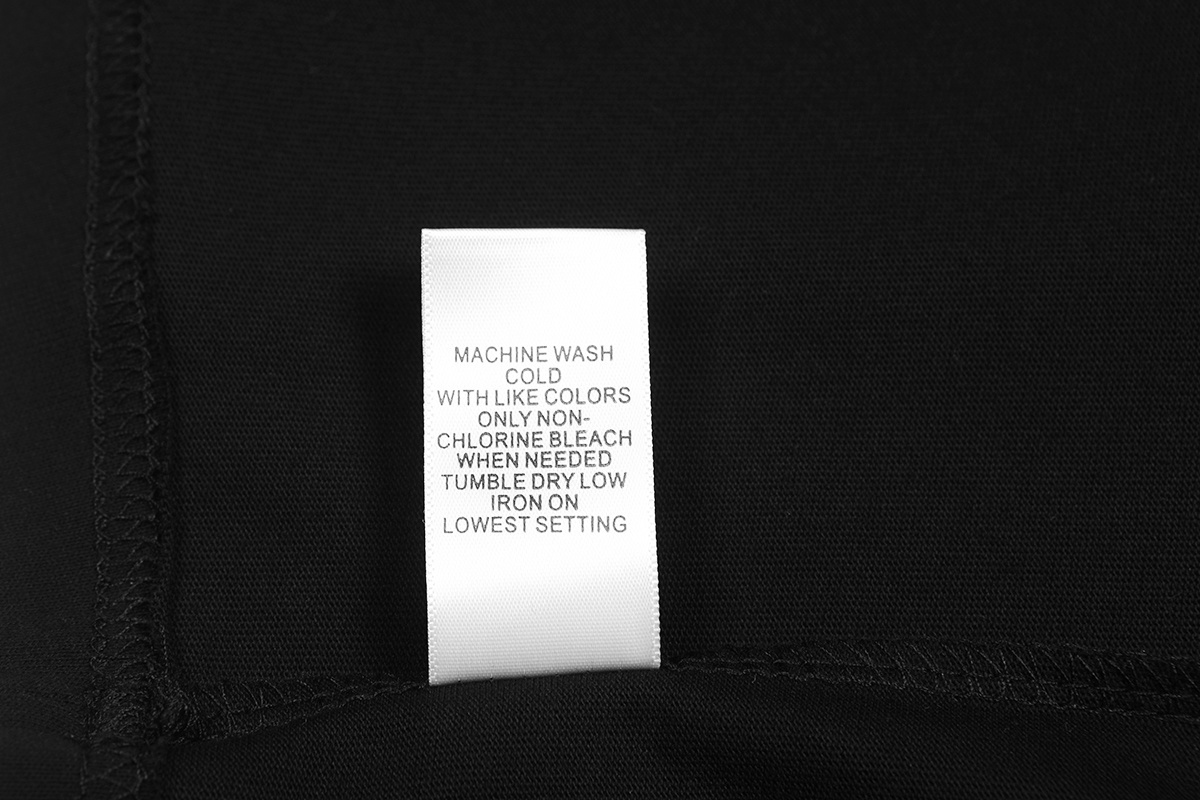 MACHINE WASH
COLD
WITH LIKE COLORS
ONLY NON-
CHLORINE BLEACH
WHEN NEEDED
TUMBLE DRY LOW
IRON ON
LOWEST SETTING